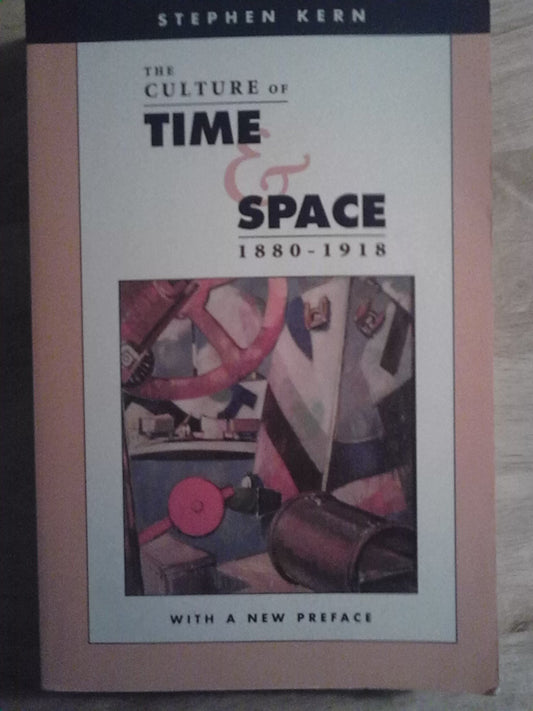 STEPHEN KERN
THE
CULTURE OF
TIME
&
SPACE
1880-1918
WITH A NEW PREFACE